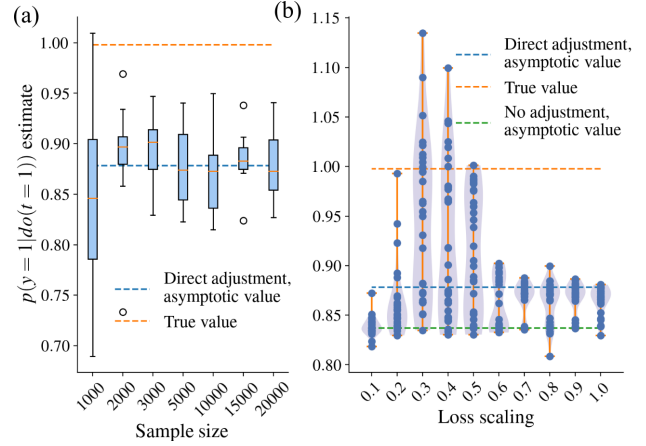 (a)
p(y = 1|do(t = 1)) estimate
1.00
0.95
0.90
0.85
0.80
0.75
0.70
Direct adjustment,
asymptotic value
True value
1000
2000
3000
5000
10000
15000
20000
Sample size
(b)
1.15
1.10
1.05
1.00
0.95
0.90
0.85
0.80
Direct adjustment,
asymptotic value
True value
No adjustment,
asymptotic value
0.1
0.2
0.3
0.4
0.5
0.6
0.7
0.8
0.9
1.0
Loss scaling